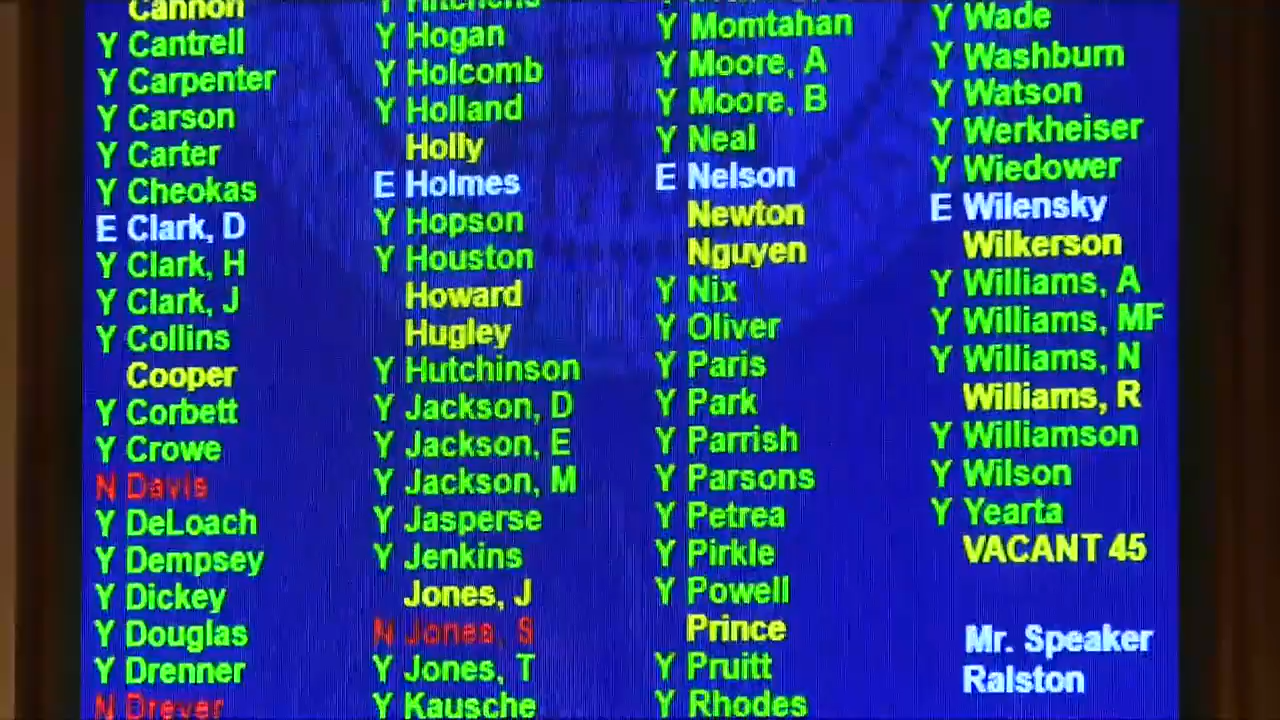 Cannon
Y Cantrell
Y Carpenter
Y Carson
Y Carter
Y Cheokas
E Clark, D
Y Clark, H
Y Clark, J
Y Collins
Cooper
Y Corbett
Y Crowe
N Davis
Y DeLoach
Y Dempsey
Y Dickey
Y Douglas
Y Drenner
N Dreyer
Y Hitchens
Y Hogan
Y Holcomb
Y Holland
Holly
E Holmes
Y Hopson
Y Houston
Howard
Hugley
Y Hutchinson
Y Jackson, D
Y Jackson, E
Y Jackson, M
Y Jasperse
Y Jenkins
Jones, J
N Jones, S
Y Jones, T
Y Kausche
Y Momtahan
Y Moore, A
Y Moore, B
Y Neal
E Nelson
Newton
Nguyen
Y Nix
Y Oliver
Y Paris
Y Park
Y Parrish
Y Parsons
Y Petrea
Y Pirkle
Y Powell
Prince
Y Pruitt
Y Rhodes
Y Wade
Y Washburn
Y Watson
Y Werkheiser
Y Wiedower
E Wilensky
Wilkerson
Y Williams, A
Y Williams, MF
Y Williams, N
Williams, R
Y Williamson
Y Wilson
Y Yearta
VACANT 45
Mr. Speaker
Ralston